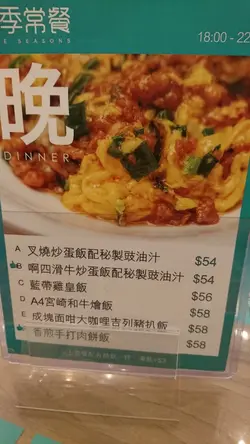 季常餐
E SEASONS
18:00 - 22
晚
DINNER
A 叉燒炒蛋飯配秘製豉油汁 $54
B 啊四滑牛炒蛋飯配秘製豉油汁 $54
C 藍帶雞皇飯 $56
D A4宮崎和牛燴飯 $58
E 成塊面咁大咖哩吉列豬扒飯 $58
香煎手打肉餅飯 $58